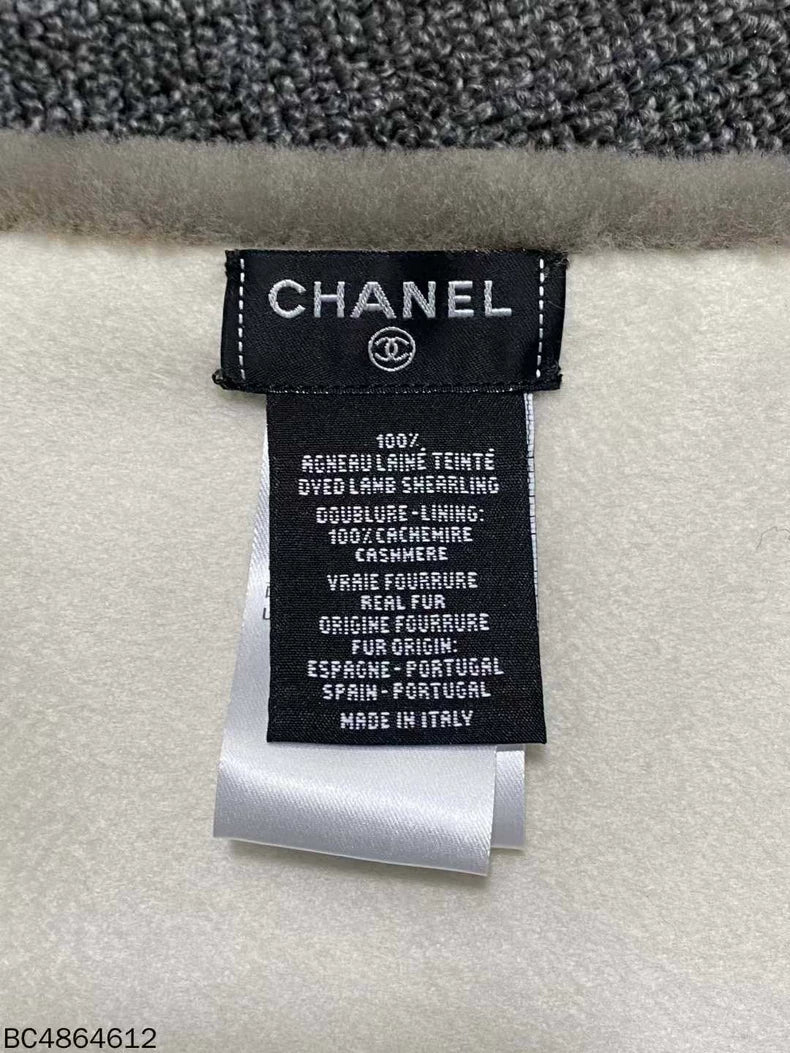 CHANEL
100%
AGNEAU LAINÉ TEINTÉ
DYED LAMB SHEARLING
DOUBLURE - LINING:
100% CACHEMIRE
CASHMERE
VRAIE FOURRURE
REAL FUR
ORIGINE FOURRURE
FUR ORIGIN:
ESPAGNE - PORTUGAL
SPAIN - PORTUGAL
MADE IN ITALY
BC4864612